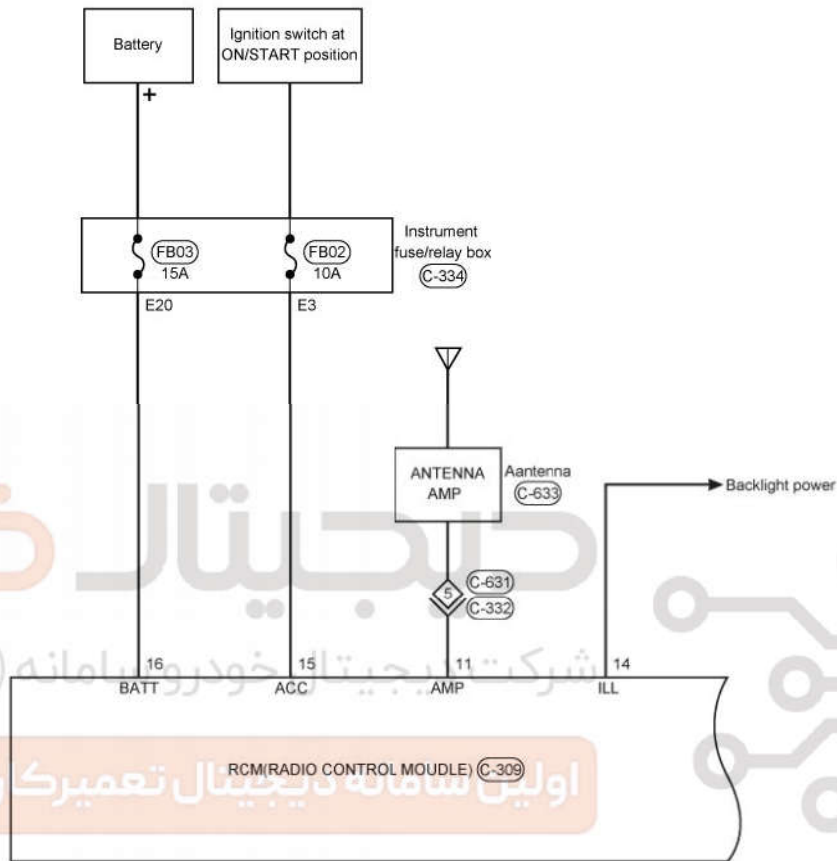 Battery
Ignition switch at
ON/START position
+
FB03
15A
FB02
10A
Instrument
fuse/relay box
C-334
E20
E3
ANTENNA
AMP
Aantenna
C-633
Backlight power
5
C-631
C-332
دیجیتال
شرکت دیجیتال خودرو سامانه (
16
15
11
14
BATT
ACC
AMP
ILL
RCM(RADIO CONTROL MOUDLE)
C-309
اولین سامانه دیجیتال تعمیرکار